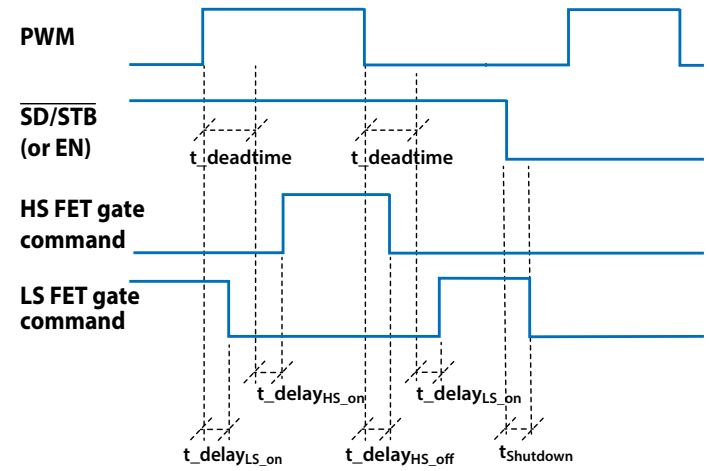 PWM
SD/STB
(or EN)
t_deadtime t_deadtime
HS FET gate
command
LS FET gate
command
t_delayHS_on t_delayLS_on
t_delayLS_on t_delayHS_off tShutdown